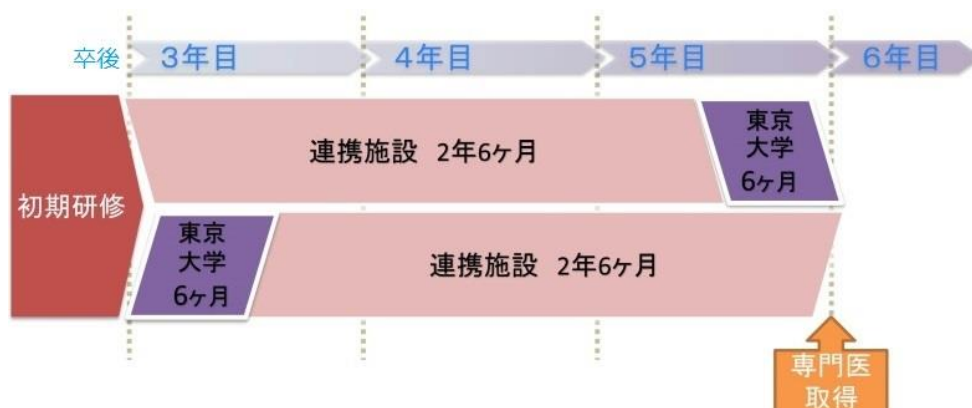 卒後
3年目
4年目
5年目
6年目
初期研修
連携施設 2年6ヶ月
東京
大学
6ヶ月
東京
大学
6ヶ月
連携施設 2年6ヶ月
専門医
取得